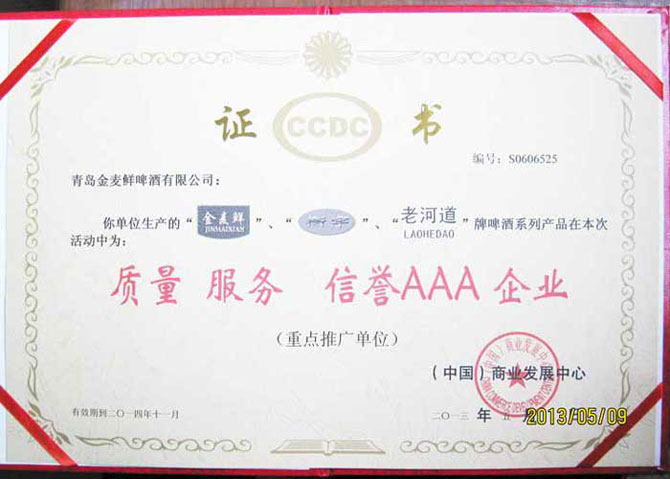 证 CCDC 书
编号：S0606525
青岛金麦鲜啤酒有限公司：
你单位生产的“金麦鲜 JINMAIXIAN”、“”、“老河道 LAOHEDAO”牌啤酒系列产品在本次
活动中为：
质量 服务 信誉AAA企业
（重点推广单位）
（中国）商业发展中心
有效期到二〇一四年十一月
二〇一三 年 五 月
2013/05/09